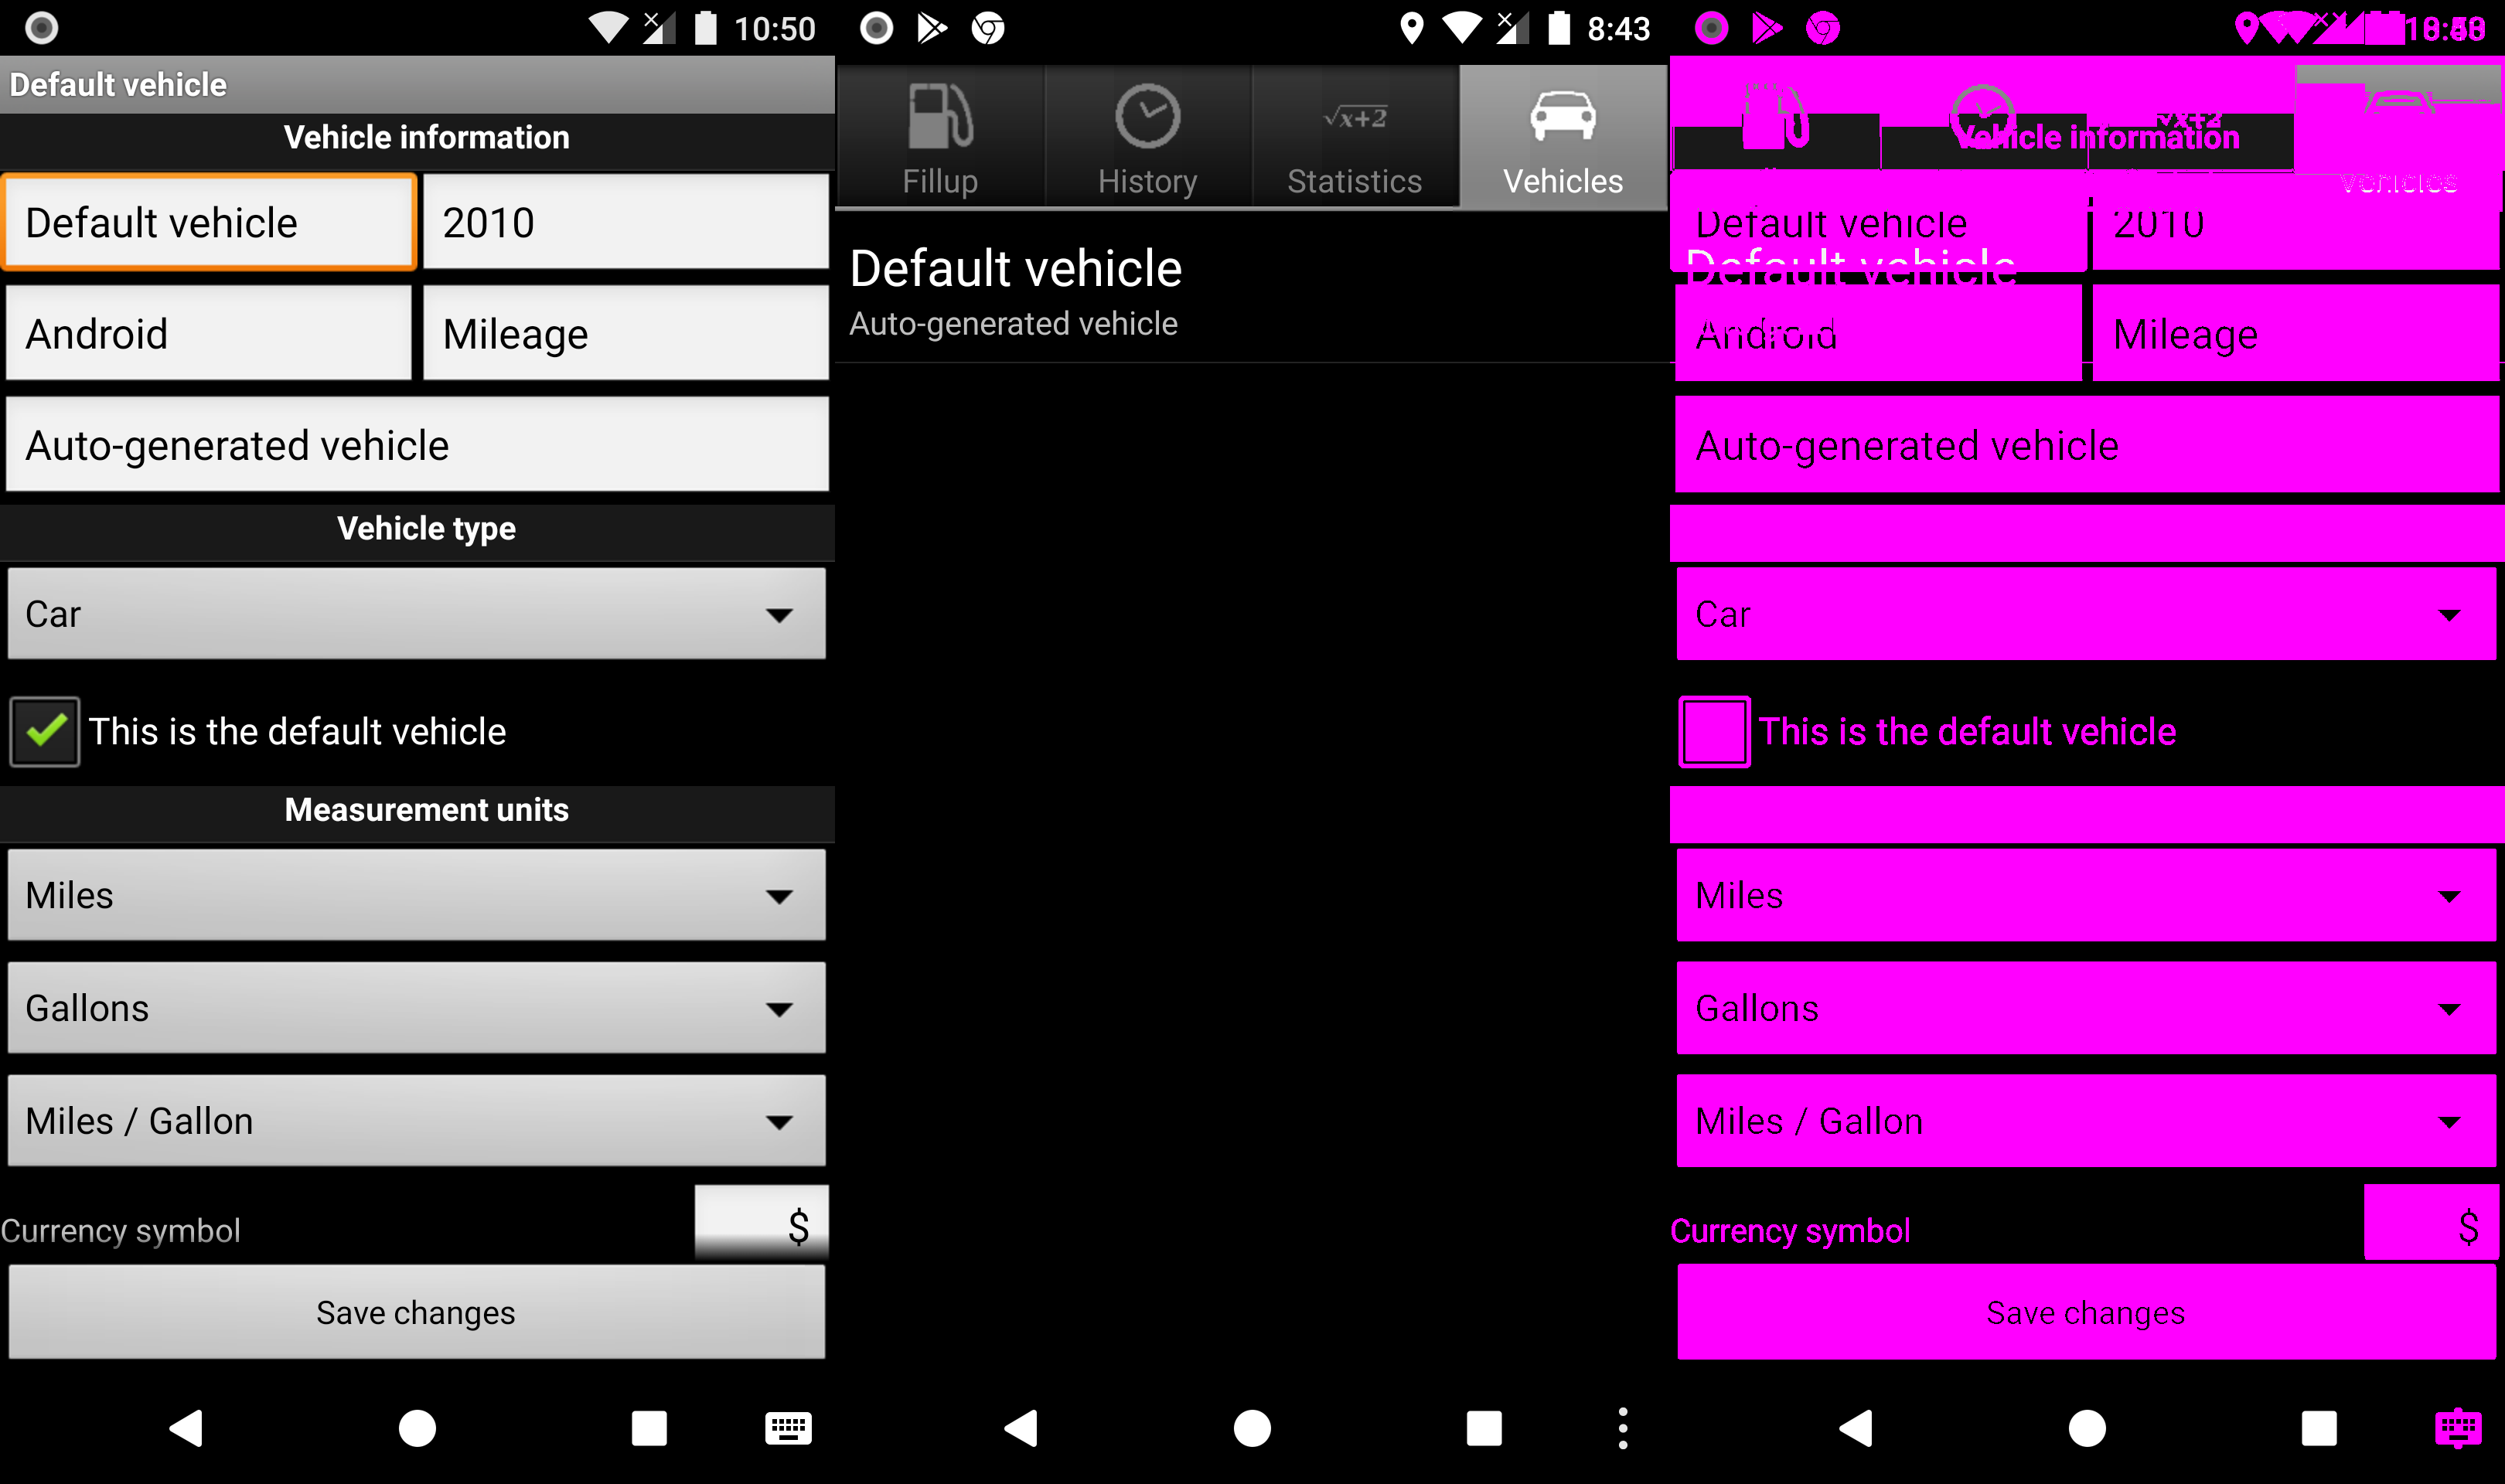 10:50
Default vehicle
Vehicle information
Default vehicle 2010
Android Mileage
Auto-generated vehicle
Vehicle type
Car
This is the default vehicle
Measurement units
Miles
Gallons
Miles / Gallon
Currency symbol $
Save changes
8:43
Fillup History √x+2 Statistics Vehicles
Default vehicle
Auto-generated vehicle
Vehicle information
√x+2
Vehicles
Default vehicle 2010
Default vehicle
Android Mileage
Auto-generated vehicle
Car
This is the default vehicle
Miles
Gallons
Miles / Gallon
Currency symbol $
Save changes